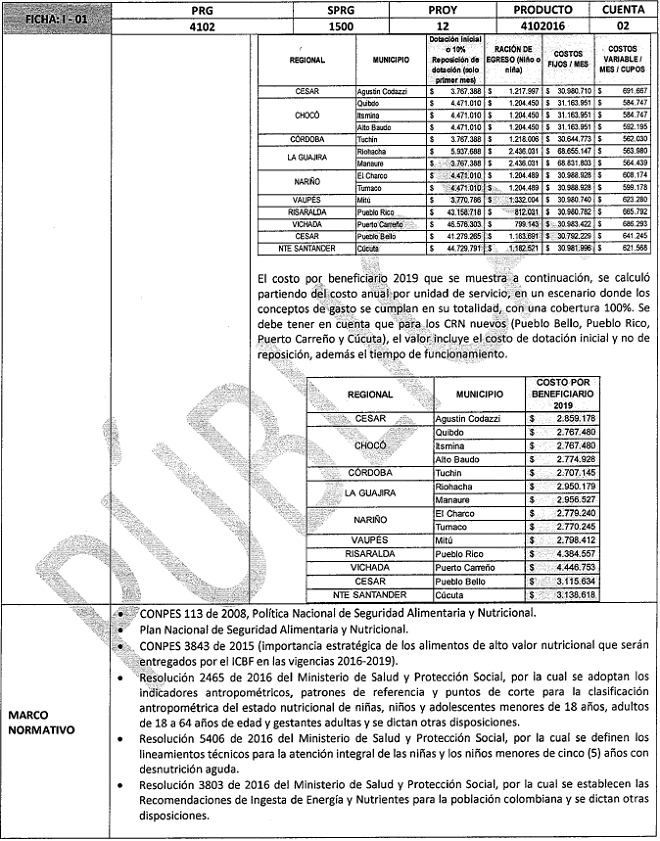 FICHA: I - 01 PRG SPRG PROY PRODUCTO CUENTA
4102 1500 12 4102016 02
REGIONAL MUNICIPIO Dotación Inicial o 10% Reposición de dotación (solo primer mes) RACIÓN DE EGRESO (Niño o niña) COSTOS FIJOS / MES COSTOS VARIABLE / MES / CUPOS
CESAR Agustin Codazzi $ 3.767.388 $ 1.217.997 $ 30.980.710 $ 691.667
CHOCÓ Quibdo $ 4.471.010 $ 1.204.450 $ 31.163.951 $ 584.747
Itsmina $ 4.471.010 $ 1.204.450 $ 31.163.951 $ 584.747
Alto Baudo $ 4.471.010 $ 1.204.450 $ 31.163.951 $ 592.195
CÓRDOBA Tuchin $ 3.767.388 $ 1.218.006 $ 30.644.773 $ 562.030
LA GUAJIRA Riohacha $ 5.937.688 $ 2.436.031 $ 68.655.147 $ 563.980
Manaure $ 3.767.388 $ 2.436.031 $ 68.831.803 $ 564.439
NARIÑO El Charco $ 4.471.010 $ 1.204.489 $ 30.988.928 $ 608.174
Tumaco $ 4.471.010 $ 1.204.489 $ 30.988.928 $ 599.178
VAUPÉS Mitú $ 3.770.786 $ 1.332.004 $ 30.980.740 $ 623.280
RISARALDA Pueblo Rico $ 43.158.718 $ 812.031 $ 30.980.782 $ 665.792
VICHADA Puerto Carreño $ 45.576.303 $ 799.143 $ 30.983.422 $ 686.293
CESAR Pueblo Bello $ 41.279.265 $ 1.163.691 $ 30.792.229 $ 641.245
NTE SANTANDER Cúcuta $ 44.729.791 $ 1.182.521 $ 30.981.996 $ 621.568
El costo por beneficiario 2019 que se muestra a continuación, se calculó
partiendo del costo anual por unidad de servicio, en un escenario donde los
conceptos de gasto se cumplan en su totalidad, con una cobertura 100%. Se
debe tener en cuenta que para los CRN nuevos (Pueblo Bello, Pueblo Rico,
Puerto Carreño y Cúcuta), el valor incluye el costo de dotación inicial y no de
reposición, además el tiempo de funcionamiento.
REGIONAL MUNICIPIO COSTO POR BENEFICIARIO 2019
CESAR Agustin Codazzi $ 2.859.178
CHOCÓ Quibdo $ 2.767.480
Itsmina $ 2.767.480
Alto Baudo $ 2.774.928
CÓRDOBA Tuchin $ 2.707.145
LA GUAJIRA Riohacha $ 2.950.179
Manaure $ 2.956.527
NARIÑO El Charco $ 2.779.240
Tumaco $ 2.770.245
VAUPÉS Mitú $ 2.798.412
RISARALDA Pueblo Rico $ 4.384.557
VICHADA Puerto Carreño $ 4.446.753
CESAR Pueblo Bello $ 3.115.634
NTE SANTANDER Cúcuta $ 3.138.618
PÚBLICO
MARCO NORMATIVO
• CONPES 113 de 2008, Política Nacional de Seguridad Alimentaria y Nutricional.
• Plan Nacional de Seguridad Alimentaria y Nutricional.
• CONPES 3843 de 2015 (importancia estratégica de los alimentos de alto valor nutricional que serán
entregados por el ICBF en las vigencias 2016-2019).
• Resolución 2465 de 2016 del Ministerio de Salud y Protección Social, por la cual se adoptan los
indicadores antropométricos, patrones de referencia y puntos de corte para la clasificación
antropométrica del estado nutricional de niñas, niños y adolescentes menores de 18 años, adultos
de 18 a 64 años de edad y gestantes adultas y se dictan otras disposiciones.
• Resolución 5406 de 2016 del Ministerio de Salud y Protección Social, por la cual se definen los
lineamientos técnicos para la atención integral de las niñas y los niños menores de cinco (5) años con
desnutrición aguda.
• Resolución 3803 de 2016 del Ministerio de Salud y Protección Social, por la cual se establecen las
Recomendaciones de Ingesta de Energía y Nutrientes para la población colombiana y se dictan otras
disposiciones.